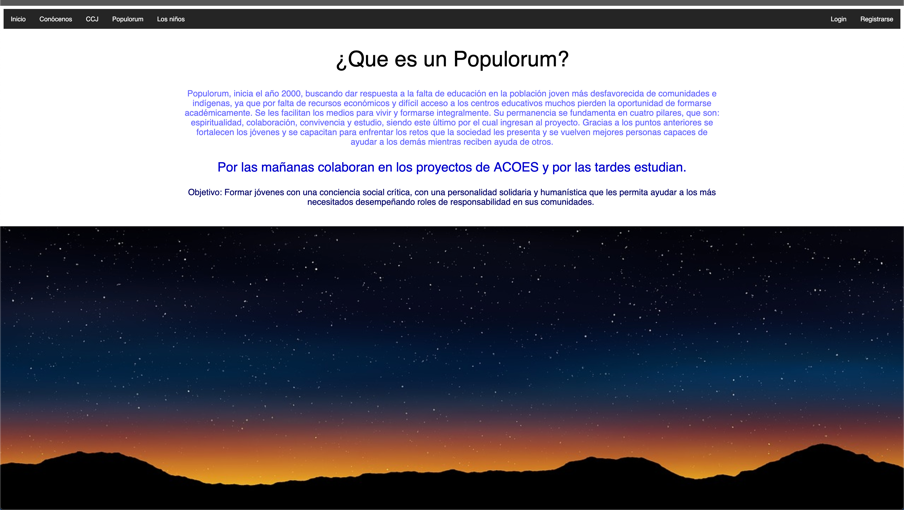 Inicio Conócenos CCJ Populorum Los niños Login Registrarse
¿Que es un Populorum?
Populorum, inicia el año 2000, buscando dar respuesta a la falta de educación en la población joven más desfavorecida de comunidades e
indígenas, ya que por falta de recursos económicos y difícil acceso a los centros educativos muchos pierden la oportunidad de formarse
académicamente. Se les facilitan los medios para vivir y formarse integralmente. Su permanencia se fundamenta en cuatro pilares, que son:
espiritualidad, colaboración, convivencia y estudio, siendo este último por el cual ingresan al proyecto. Gracias a los puntos anteriores se
fortalecen los jóvenes y se capacitan para enfrentar los retos que la sociedad les presenta y se vuelven mejores personas capaces de
ayudar a los demás mientras reciben ayuda de otros.
Por las mañanas colaboran en los proyectos de ACOES y por las tardes estudian.
Objetivo: Formar jóvenes con una conciencia social crítica, con una personalidad solidaria y humanística que les permita ayudar a los más
necesitados desempeñando roles de responsabilidad en sus comunidades.